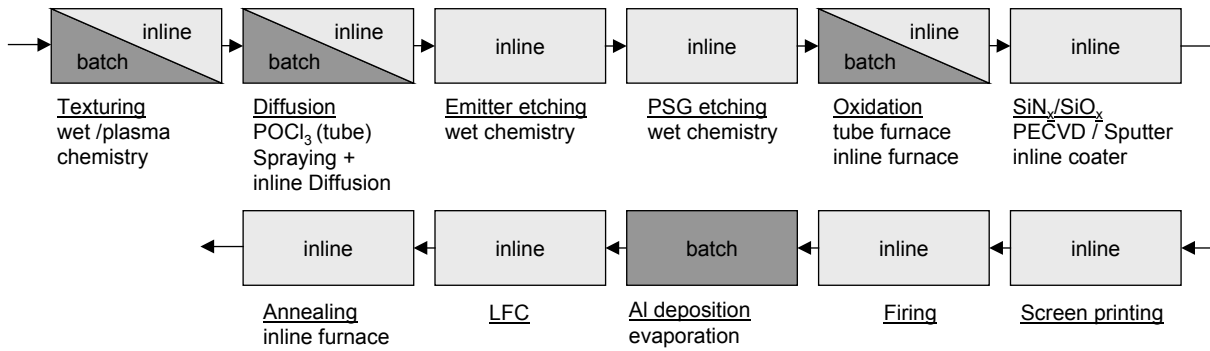 inline
batch
Texturing
wet /plasma
chemistry
inline
batch
Diffusion
POCl3 (tube)
Spraying +
inline Diffusion
inline
Emitter etching
wet chemistry
inline
PSG etching
wet chemistry
inline
batch
Oxidation
tube furnace
inline furnace
inline
SiNx/SiOx
PECVD / Sputter
inline coater
inline
Annealing
inline furnace
inline
LFC
batch
Al deposition
evaporation
inline
Firing
inline
Screen printing